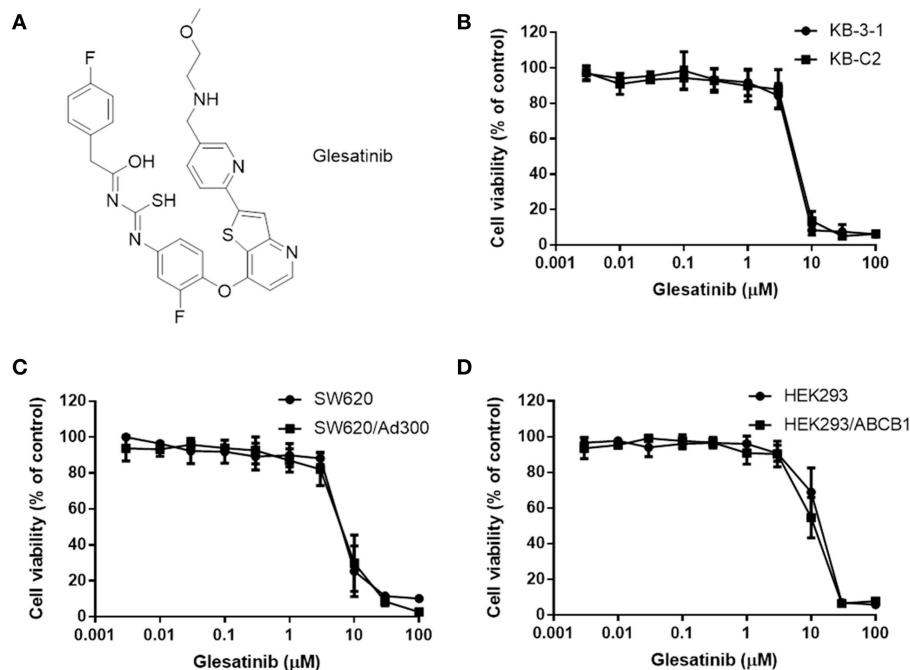 A
O
NH
F
OH
N
SH
N
N
S
N
O
F
Glesatinib
B
KB-3-1
KB-C2
Cell viability (% of control)
120
100
80
60
40
20
0
0.001 0.01 0.1 1 10 100
Glesatinib (μM)
C
SW620
SW620/Ad300
Cell viability (% of control)
120
100
80
60
40
20
0
0.001 0.01 0.1 1 10 100
Glesatinib (μM)
D
HEK293
HEK293/ABCB1
Cell viability (% of control)
120
100
80
60
40
20
0
0.001 0.01 0.1 1 10 100
Glesatinib (μM)